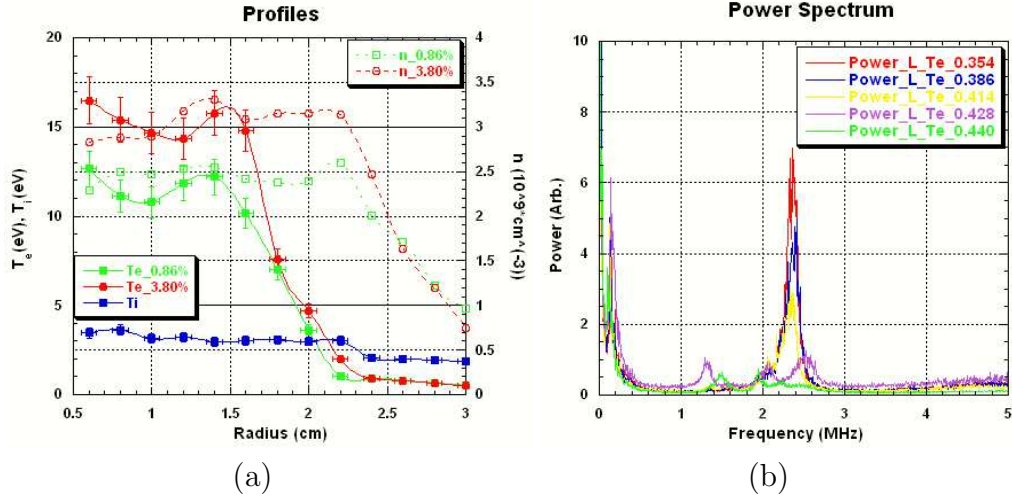 Profiles
20
15
10
5
0
T_e (eV), T_i (eV)
4
3.5
3
2.5
2
1.5
1
0.5
0
n (10^9*cm^(-3))
n_0.86%
n_3.80%
Te_0.86%
Te_3.80%
Ti
0.5
1
1.5
2
2.5
3
Radius (cm)
(a)
Power Spectrum
10
8
6
4
2
0
Power (Arb.)
Power_L_Te_0.354
Power_L_Te_0.386
Power_L_Te_0.414
Power_L_Te_0.428
Power_L_Te_0.440
0
1
2
3
4
5
Frequency (MHz)
(b)